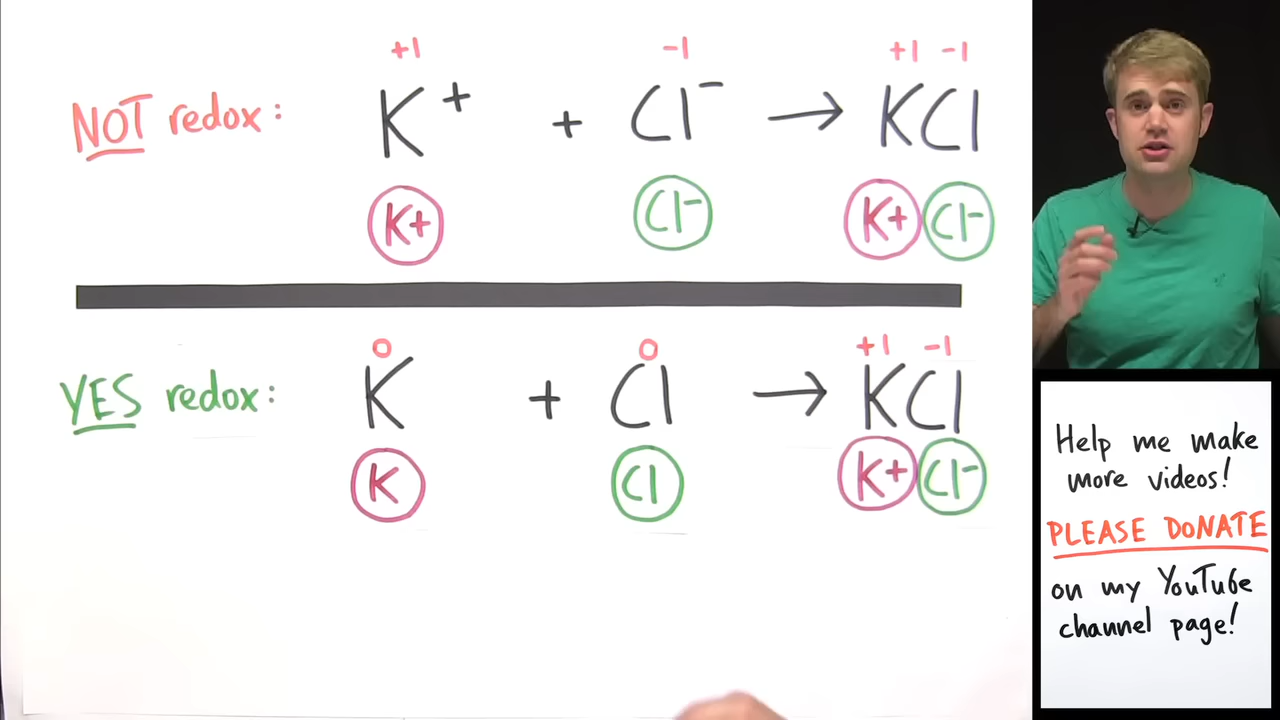 +1 -1 +1 -1
NOT redox: K⁺ + Cl⁻ → KCl
K+ Cl- K+ Cl-
0 0 +1 -1
YES redox: K + Cl → KCl
K Cl K+ Cl-
Help me make
more videos!
PLEASE DONATE
on my YouTube
channel page!